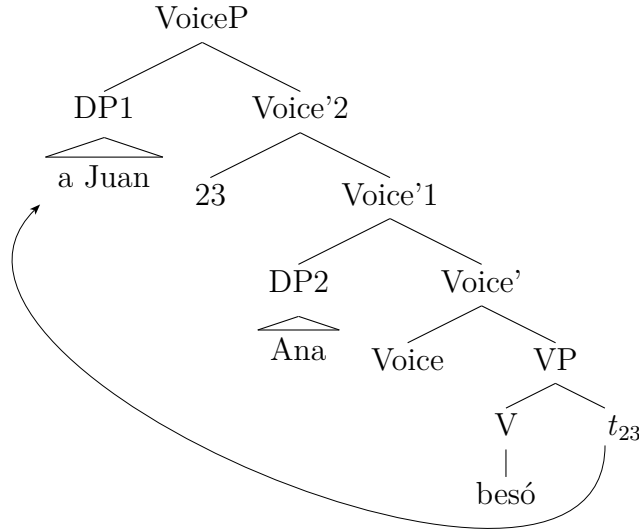 VoiceP
DP1 Voice'2
a Juan 23 Voice'1
DP2 Voice'
Ana Voice VP
V t23
besó